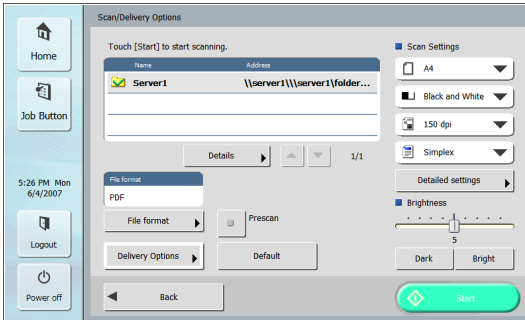 Scan/Delivery Options
Home
Job Button
5:26 PM Mon
6/4/2007
Logout
Power off
Touch [Start] to start scanning.
Name Address
Server1 \\server1\\\server1\folder...
Details 1/1
File format
PDF
File format Prescan
Delivery Options Default
Back
Scan Settings
A4
Black and White
150 dpi
Simplex
Detailed settings
Brightness
5
Dark Bright
Start